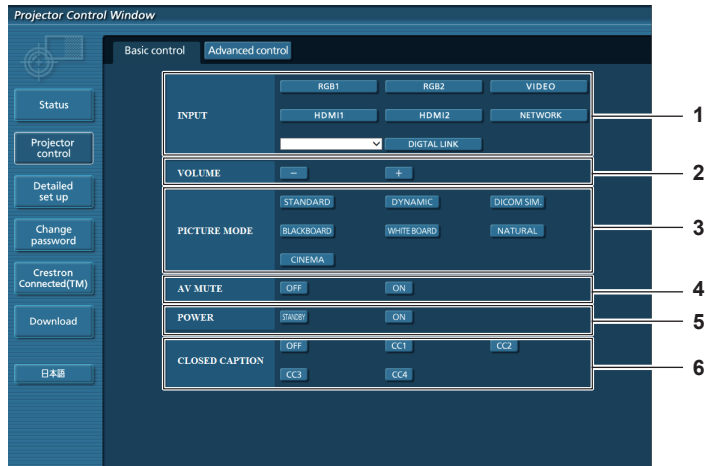 Projector Control Window
Basic control
Advanced control
Status
Projector
control
Detailed
set up
Change
password
Crestron
Connected(TM)
Download
日本語
INPUT
RGB1
RGB2
VIDEO
HDMI1
HDMI2
NETWORK
DIGTAL LINK
1
VOLUME
−
+
2
PICTURE MODE
STANDARD
DYNAMIC
DICOM SIM.
BLACKBOARD
WHITE BOARD
NATURAL
CINEMA
3
AV MUTE
OFF
ON
4
POWER
STANDBY
ON
5
CLOSED CAPTION
OFF
CC1
CC2
CC3
CC4
6